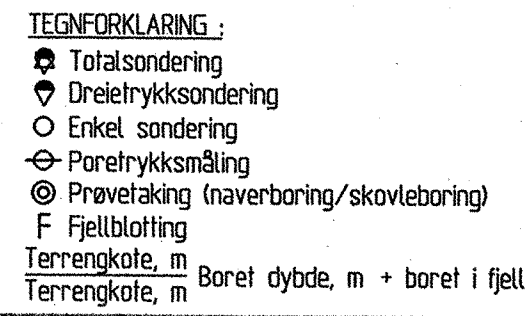 TEGNFORKLARING :
Totalsondering
Dreietrykksondering
Enkel sondering
Poretrykksmåling
Prøvetaking (naverboring/skovleboring)
F Fjellblotting
Terrengkote, m
Terrengkote, m
Boret dybde, m + boret i fjell